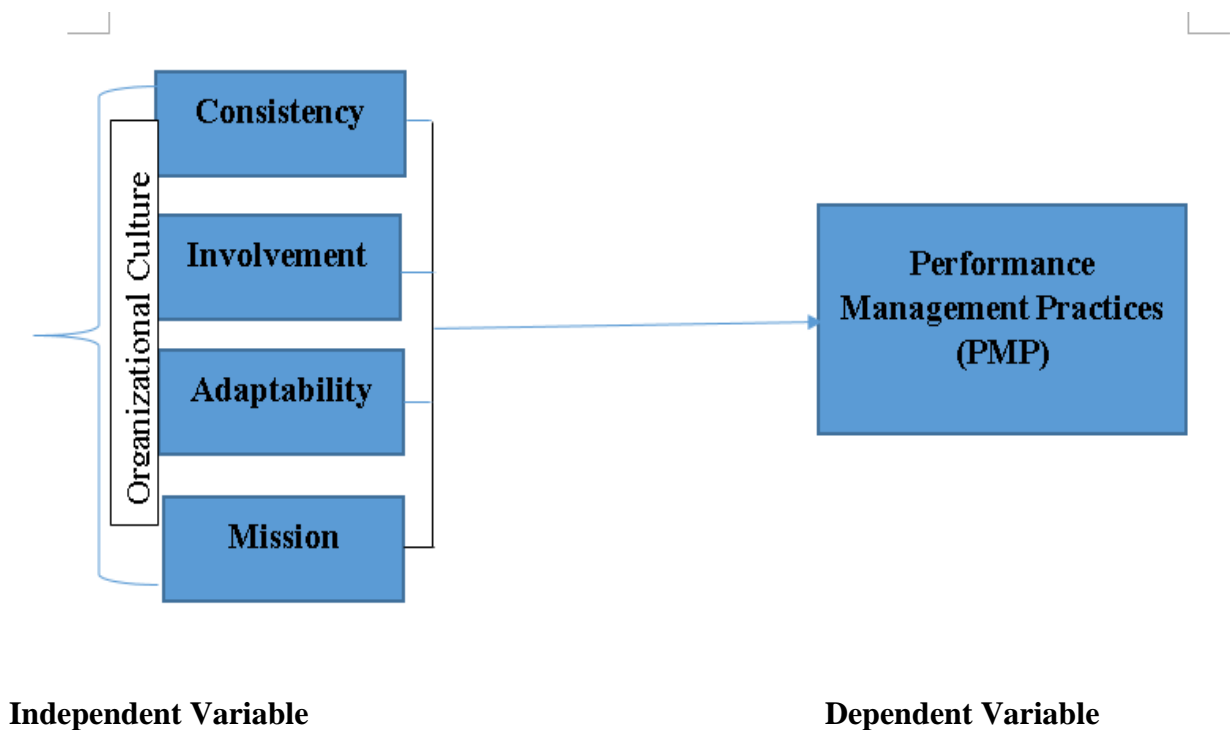 Consistency
Organizational Culture
Involvement
Adaptability
Mission
Performance
Management Practices
(PMP)
Independent Variable
Dependent Variable